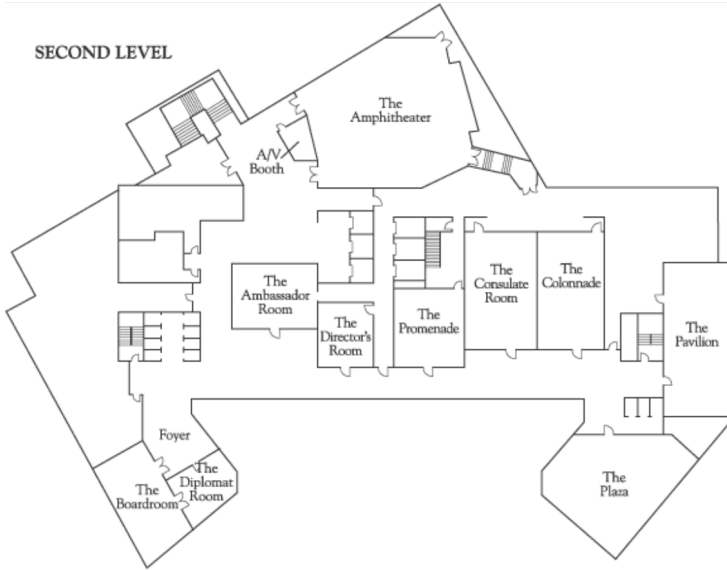 SECOND LEVEL
The
Amphitheater
A/V
Booth
The
Ambassador
Room
The
Director's
Room
The
Promenade
The
Consulate
Room
The
Colonnade
The
Pavilion
Foyer
The
Boardroom
The
Diplomat
Room
The
Plaza